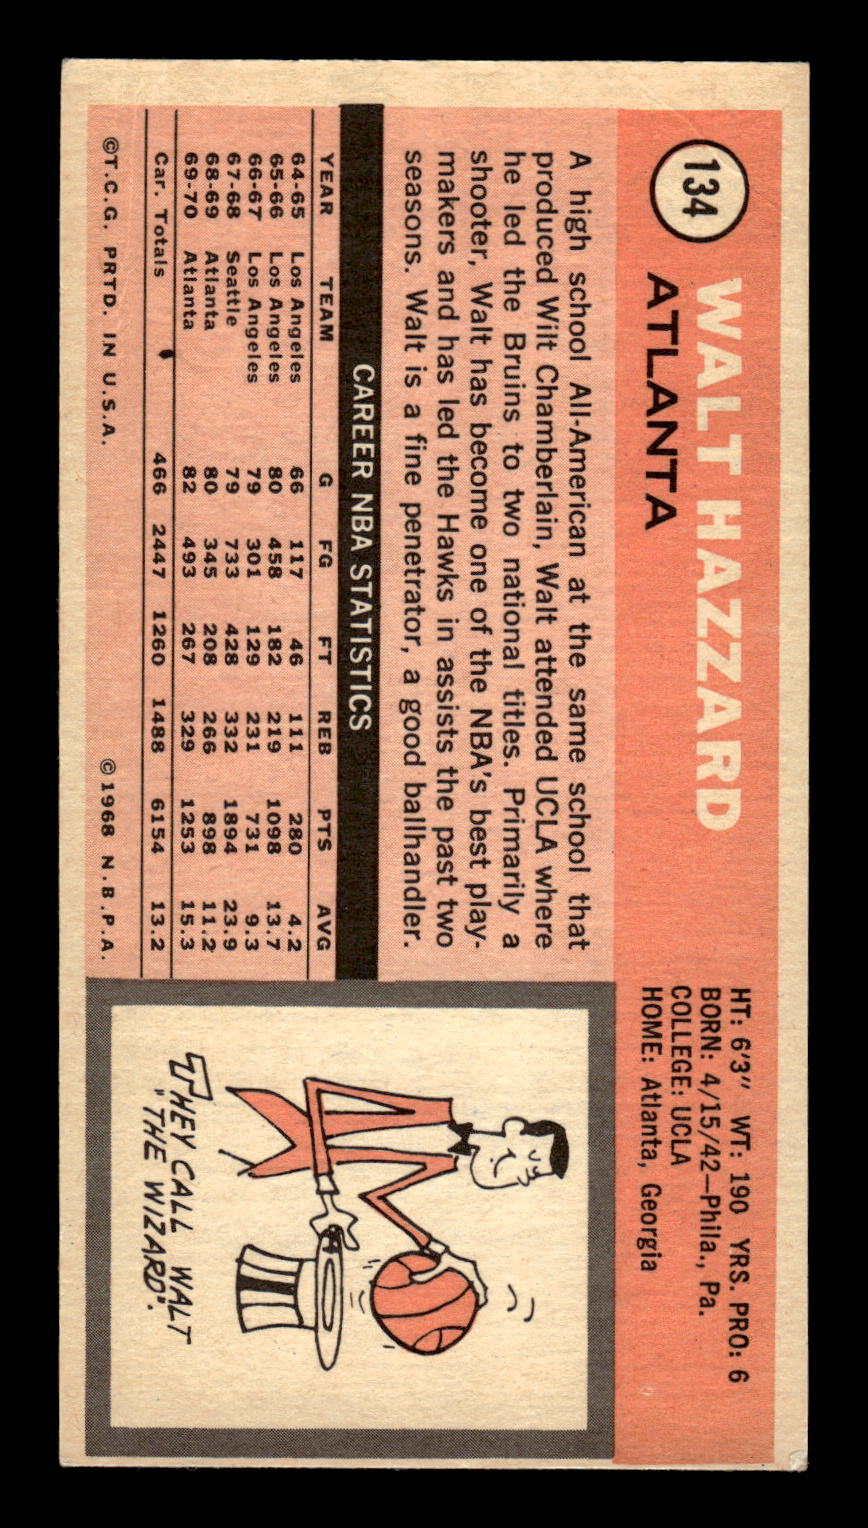 134
WALT HAZZARD
ATLANTA
HT: 6'3" WT: 190 YRS. PRO: 6
BORN: 4/15/42—Phila., Pa.
COLLEGE: UCLA
HOME: Atlanta, Georgia
A high school All-American at the same school that
produced Wilt Chamberlain, Walt attended UCLA where
he led the Bruins to two national titles. Primarily a
shooter, Walt has become one of the NBA's best play-
makers and has led the Hawks in assists the past two
seasons. Walt is a fine penetrator, a good ballhandler.
CAREER NBA STATISTICS
YEAR TEAM G FG FT REB PTS AVG
64-65 Los Angeles 66 117 46 111 280 4.2
65-66 Los Angeles 80 458 182 219 1098 13.7
66-67 Los Angeles 79 301 129 231 731 9.3
67-68 Seattle 79 733 428 332 1894 23.9
68-69 Atlanta 80 345 208 266 898 11.2
69-70 Atlanta 82 493 267 329 1253 15.3
Car. Totals 466 2447 1260 1488 6154 13.2
©T.C.G. PRTD. IN U.S.A. ©1968 N.B.P.A.
THEY CALL WALT
"THE WIZARD".